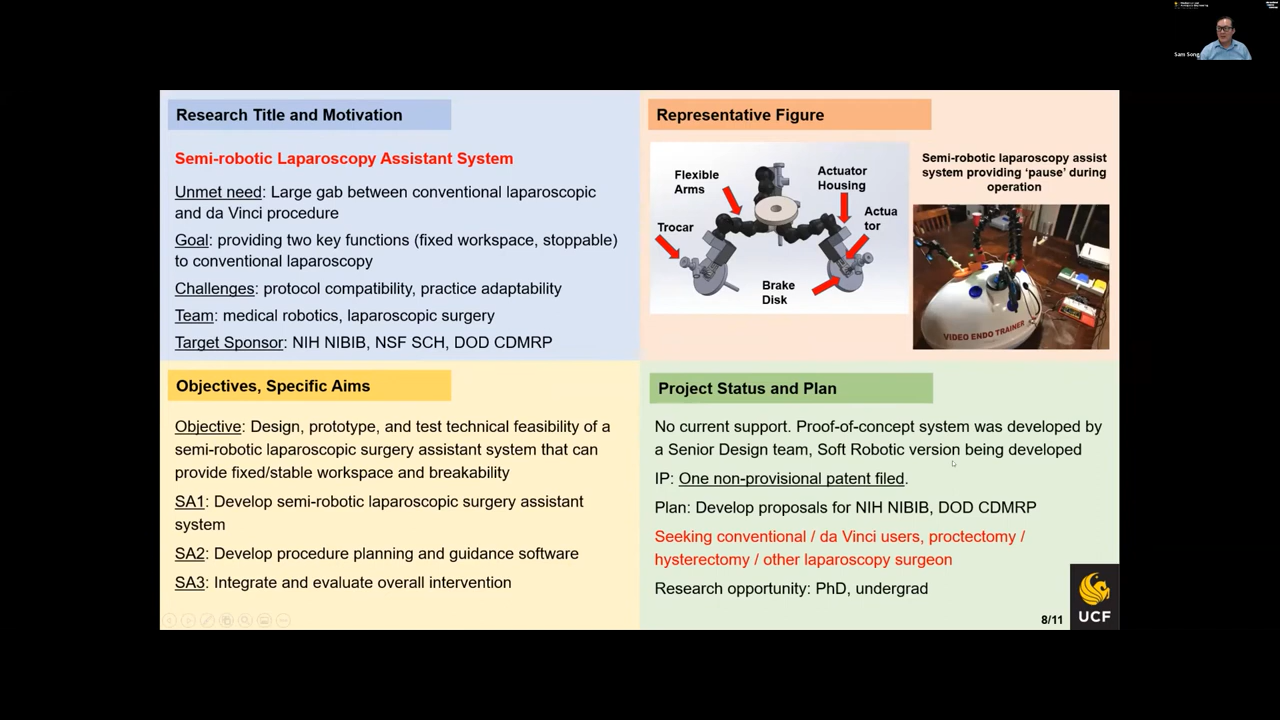 Sam Song
Research Title and Motivation
Semi-robotic Laparoscopy Assistant System
Unmet need: Large gab between conventional laparoscopic
and da Vinci procedure
Goal: providing two key functions (fixed workspace, stoppable)
to conventional laparoscopy
Challenges: protocol compatibility, practice adaptability
Team: medical robotics, laparoscopic surgery
Target Sponsor: NIH NIBIB, NSF SCH, DOD CDMRP
Representative Figure
Flexible
Arms
Actuator
Housing
Actua
tor
Trocar
Brake
Disk
Semi-robotic laparoscopy assist
system providing 'pause' during
operation
VIDEO ENDO TRAINER
Objectives, Specific Aims
Objective: Design, prototype, and test technical feasibility of a
semi-robotic laparoscopic surgery assistant system that can
provide fixed/stable workspace and breakability
SA1: Develop semi-robotic laparoscopic surgery assistant
system
SA2: Develop procedure planning and guidance software
SA3: Integrate and evaluate overall intervention
Project Status and Plan
No current support. Proof-of-concept system was developed by
a Senior Design team, Soft Robotic version being developed
IP: One non-provisional patent filed.
Plan: Develop proposals for NIH NIBIB, DOD CDMRP
Seeking conventional / da Vinci users, proctectomy /
hysterectomy / other laparoscopy surgeon
Research opportunity: PhD, undergrad
8/11
UCF